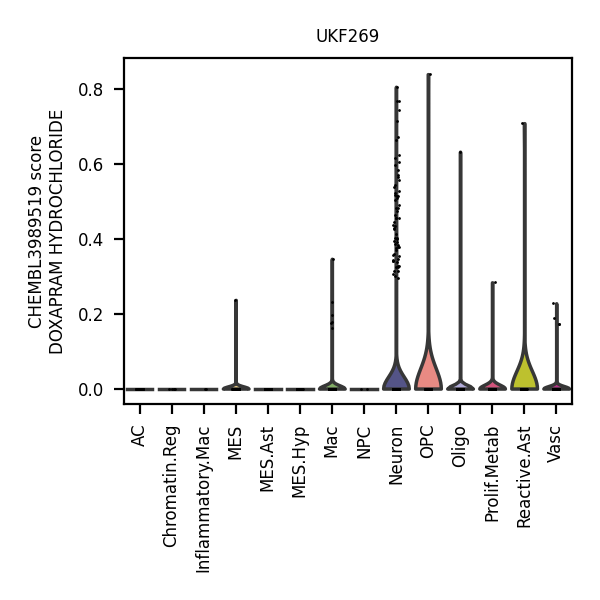 UKF269
CHEMBL3989519 score
DOXAPRAM HYDROCHLORIDE
0.8
0.6
0.4
0.2
0.0
AC
Chromatin.Reg
Inflammatory.Mac
MES
MES.Ast
MES.Hyp
Mac
NPC
Neuron
OPC
Oligo
Prolif.Metab
Reactive.Ast
Vasc